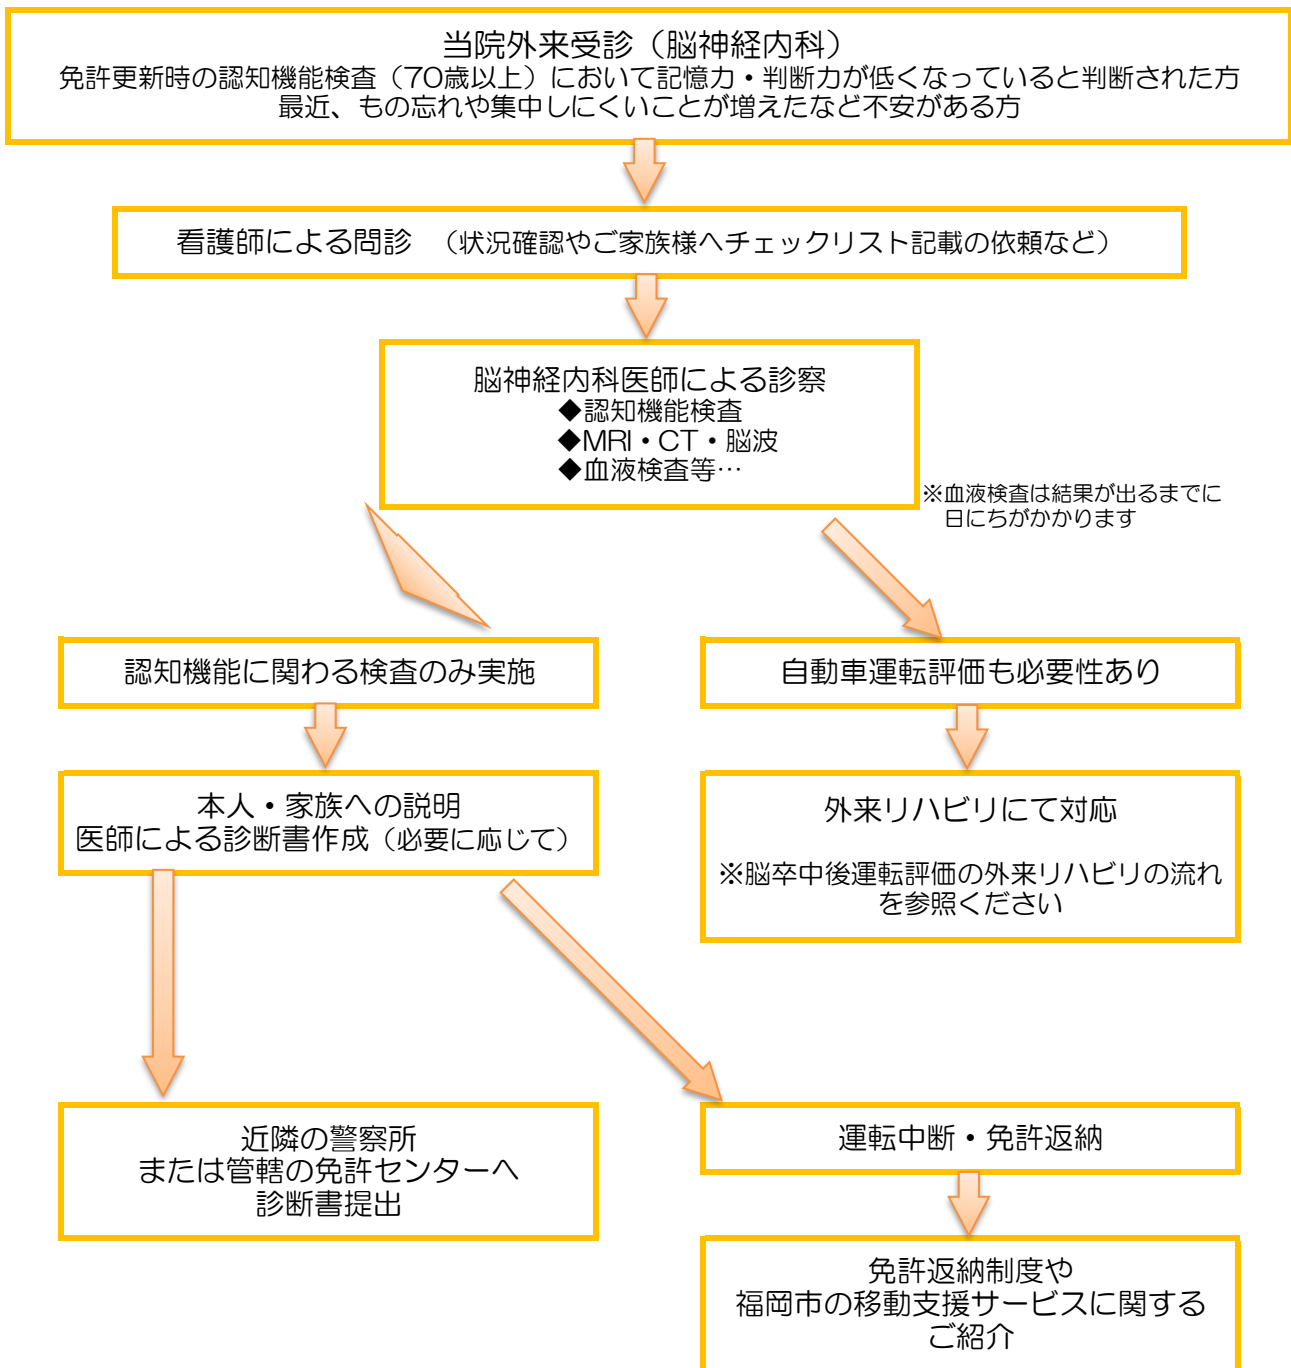 当院外来受診（脳神経内科）
免許更新時の認知機能検査（70歳以上）において記憶力・判断力が低くなっていると判断された方
最近、もの忘れや集中しにくいことが増えたなど不安がある方
看護師による問診　（状況確認やご家族様へチェックリスト記載の依頼など）
脳神経内科医師による診察
◆認知機能検査
◆MRI・CT・脳波
◆血液検査等…
※血液検査は結果が出るまでに
日にちがかかります
認知機能に関わる検査のみ実施
自動車運転評価も必要性あり
本人・家族への説明
医師による診断書作成（必要に応じて）
外来リハビリにて対応
※脳卒中後運転評価の外来リハビリの流れ
を参照ください
近隣の警察所
または管轄の免許センターへ
診断書提出
運転中断・免許返納
免許返納制度や
福岡市の移動支援サービスに関する
ご紹介